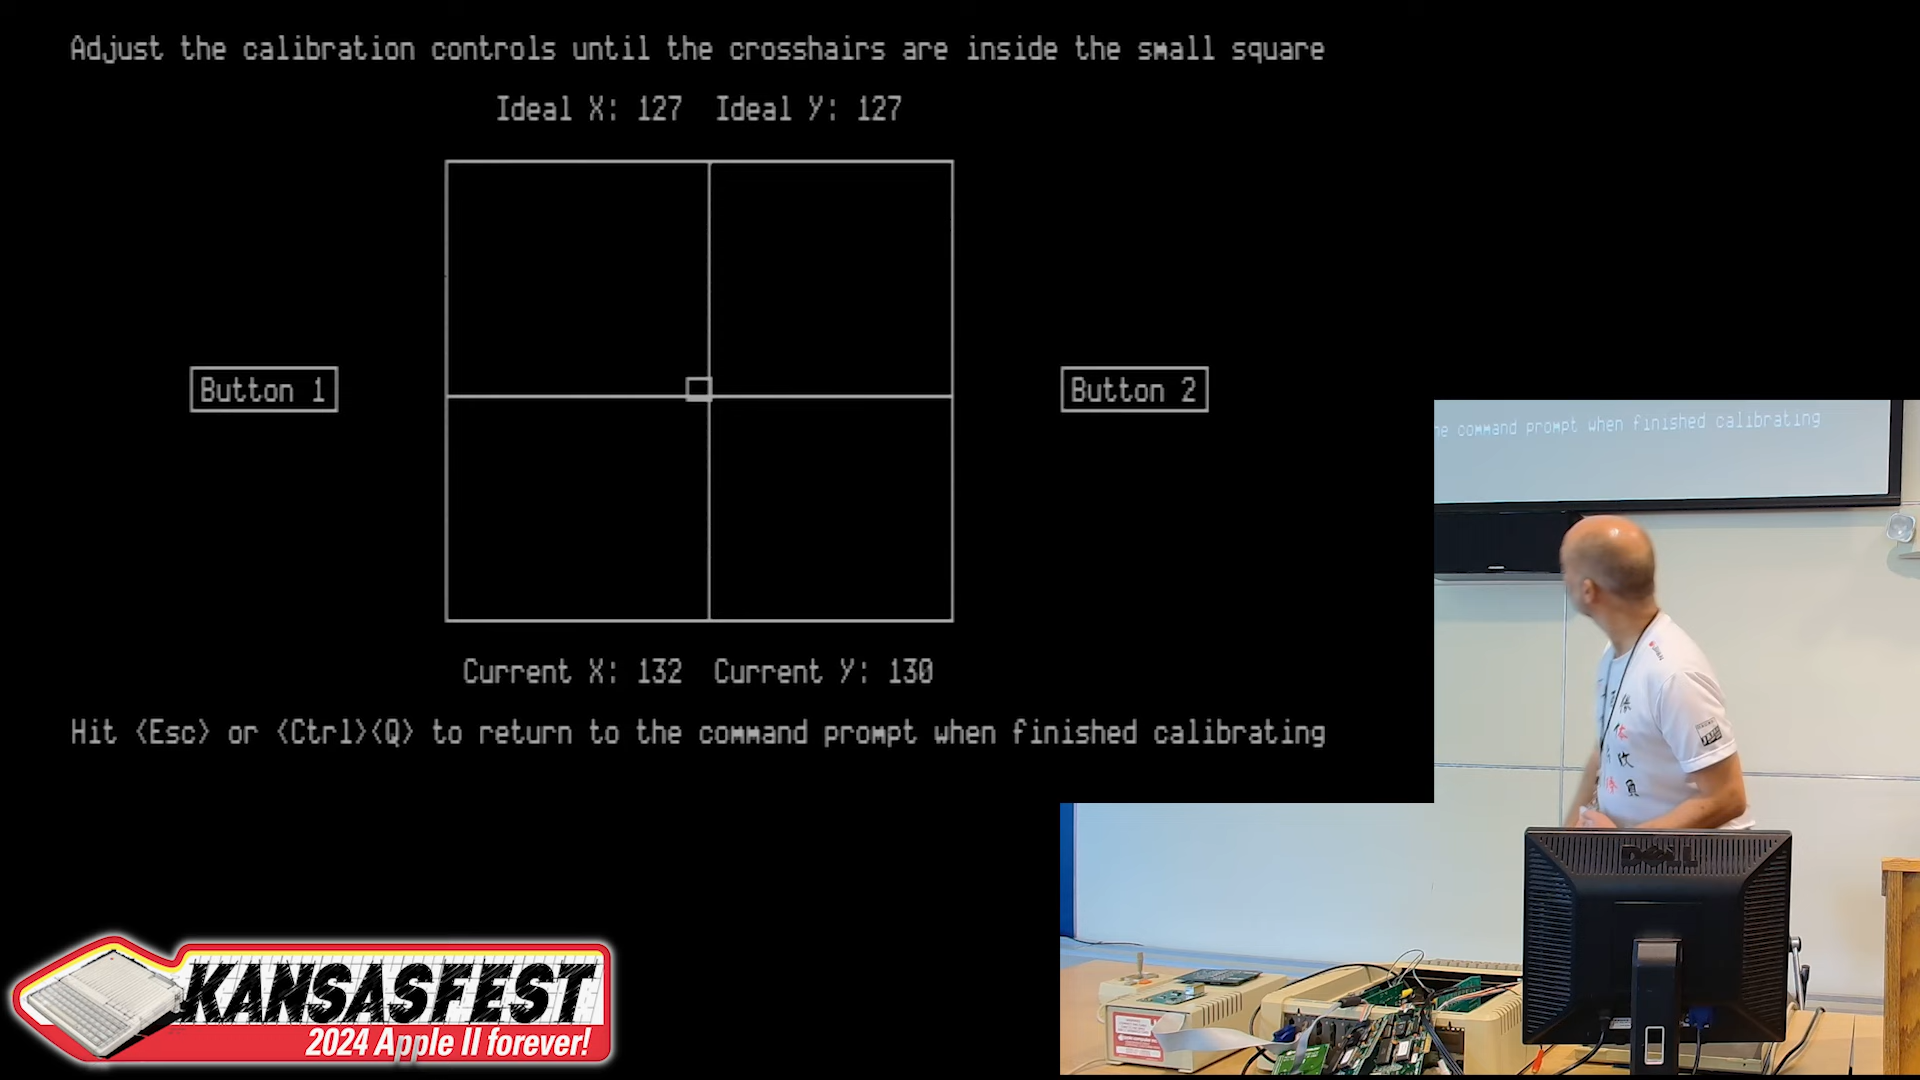 Adjust the calibration controls until the crosshairs are inside the small square
Ideal X: 127 Ideal Y: 127
Button 1
Button 2
Current X: 132 Current Y: 130
Hit <Esc> or <Ctrl><Q> to return to the command prompt when finished calibrating
command prompt when finished calibrating
DELL
KANSASFEST
2024 Apple II forever!